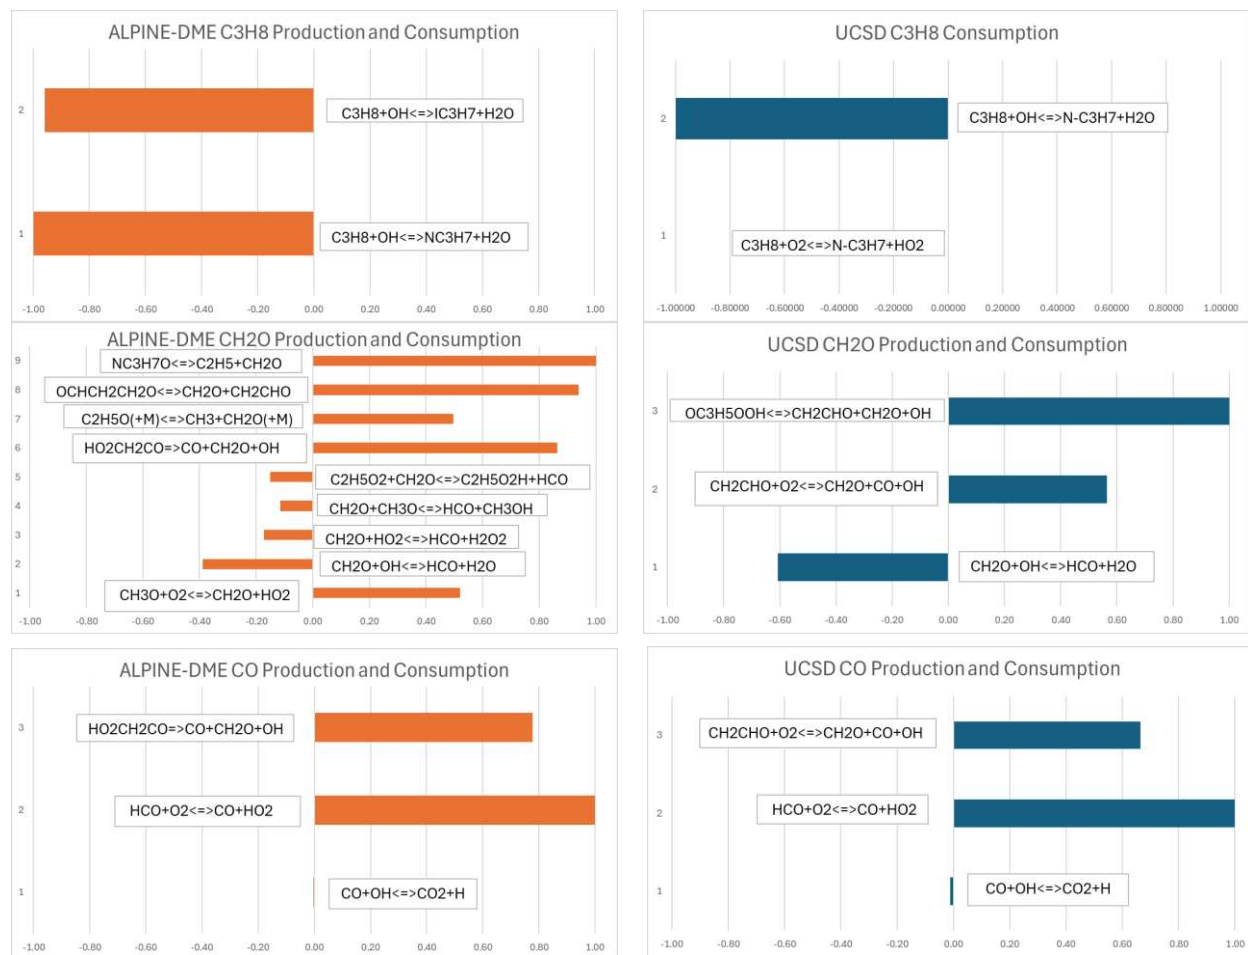 ALPINE-DME C3H8 Production and Consumption
2
C3H8+OH<=>IC3H7+H2O
1
C3H8+OH<=>NC3H7+H2O
-1.00 -0.80 -0.60 -0.40 -0.20 0.00 0.20 0.40 0.60 0.80 1.00
UCSD C3H8 Consumption
2
C3H8+OH<=>N-C3H7+H2O
1
C3H8+O2<=>N-C3H7+HO2
-1.00000 -0.80000 -0.60000 -0.40000 -0.20000 0.00000 0.20000 0.40000 0.60000 0.80000 1.00000
ALPINE-DME CH2O Production and Consumption
9 NC3H7O<=>C2H5+CH2O
8 OCHCH2CH2O<=>CH2O+CH2CHO
7 C2H5O(+M)<=>CH3+CH2O(+M)
6 HO2CH2CO=>CO+CH2O+OH
5 C2H5O2+CH2O<=>C2H5O2H+HCO
4 CH2O+CH3O<=>HCO+CH3OH
3 CH2O+HO2<=>HCO+H2O2
2 CH2O+OH<=>HCO+H2O
1 CH3O+O2<=>CH2O+HO2
-1.00 -0.80 -0.60 -0.40 -0.20 0.00 0.20 0.40 0.60 0.80 1.00
UCSD CH2O Production and Consumption
3 OC3H5OOH<=>CH2CHO+CH2O+OH
2 CH2CHO+O2<=>CH2O+CO+OH
1 CH2O+OH<=>HCO+H2O
-1.00 -0.80 -0.60 -0.40 -0.20 0.00 0.20 0.40 0.60 0.80 1.00
ALPINE-DME CO Production and Consumption
3 HO2CH2CO=>CO+CH2O+OH
2 HCO+O2<=>CO+HO2
1 CO+OH<=>CO2+H
-1.00 -0.80 -0.60 -0.40 -0.20 0.00 0.20 0.40 0.60 0.80 1.00
UCSD CO Production and Consumption
3 CH2CHO+O2<=>CH2O+CO+OH
2 HCO+O2<=>CO+HO2
1 CO+OH<=>CO2+H
-1.00 -0.80 -0.60 -0.40 -0.20 0.00 0.20 0.40 0.60 0.80 1.00